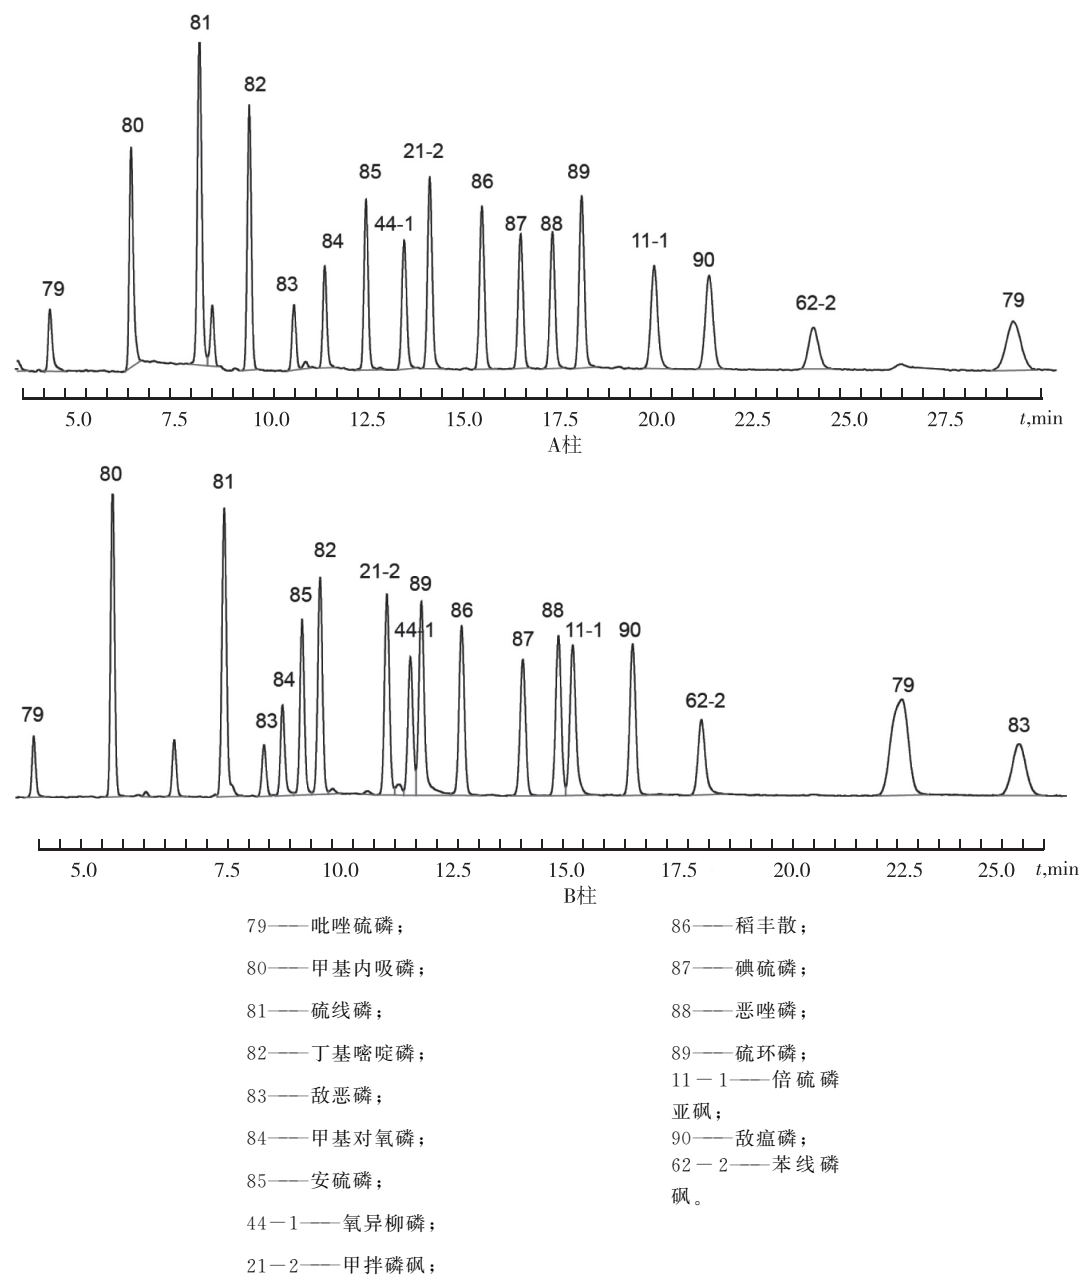 81
82
80
21-2
85
86
89
44-1
87
88
84
11-1
90
83
79
62-2
79
5.0 7.5 10.0 12.5 15.0 17.5 20.0 22.5 25.0 27.5 t,min
A柱
80
81
82
21-2
89
85
44-1
86
88
11-1
87
90
84
79
62-2
79
83
83
5.0 7.5 10.0 12.5 15.0 17.5 20.0 22.5 25.0 t,min
B柱
79——吡唑硫磷；
80——甲基内吸磷；
81——硫线磷；
82——丁基嘧啶磷；
83——敌恶磷；
84——甲基对氧磷；
85——安硫磷；
44－1——氧异柳磷；
21－2——甲拌磷砜；
86——稻丰散；
87——碘硫磷；
88——恶唑磷；
89——硫环磷；
11－1——倍硫磷
亚砜；
90——敌瘟磷；
62－2——苯线磷
砜。